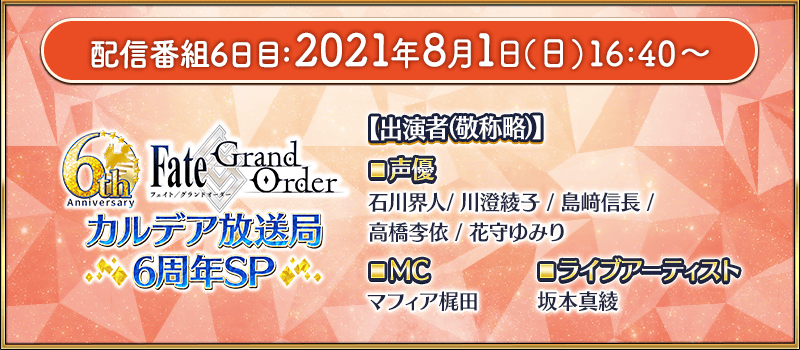 配信番組6日目：2021年8月1日（日）16：40～
6th
Anniversary
Fate Grand Order
フェイト/グランドオーダー
カルデア放送局
6周年SP
【出演者（敬称略）】
■声優
石川界人/ 川澄綾子 / 島﨑信長 /
高橋李依 / 花守ゆみり
■MC
マフィア梶田
■ライブアーティスト
坂本真綾